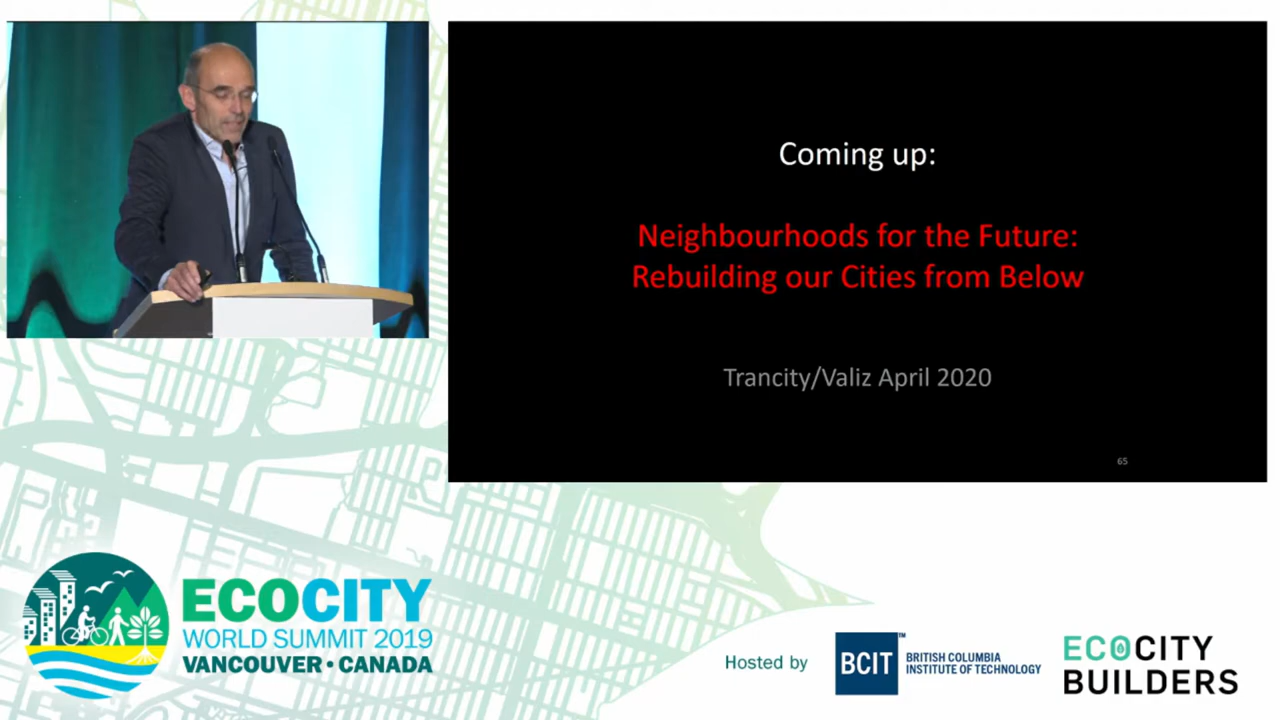 Coming up:
Neighbourhoods for the Future:
Rebuilding our Cities from Below
Trancity/Valiz April 2020
65
ECOCITY
WORLD SUMMIT 2019
VANCOUVER • CANADA
Hosted by
BCIT™
BRITISH COLUMBIA
INSTITUTE OF TECHNOLOGY
ECOCITY
BUILDERS